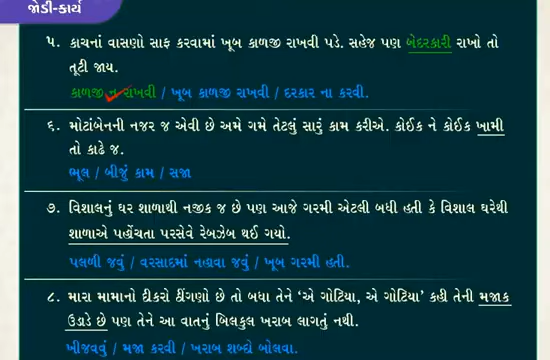 જોડી-કાર્ય
૫. કાચનાં વાસણો સાફ કરવામાં ખૂબ કાળજી રાખવી પડે. સહેજ પણ બેદરકારી રાખો તો
તૂટી જાય.
કાળજી ન રાખવી / ખૂબ કાળજી રાખવી / દરકાર ના કરવી.
૬. મોટાંબેનની નજર જ એવી છે અમે ગમે તેટલું સારું કામ કરીએ. કોઈક ને કોઈક ખામી
તો કાઢે જ.
ભૂલ / બીજું કામ / સજા
૭. વિશાલનું ઘર શાળાથી નજીક જ છે પણ આજે ગરમી એટલી બધી હતી કે વિશાલ ઘરેથી
શાળાએ પહોંચતા પરસેવે રેબઝેબ થઈ ગયો.
પલળી જવું / વરસાદમાં નહાવા જવું / ખૂબ ગરમી હતી.
૮. મારા મામાનો દીકરો ઠીંગણો છે તો બધા તેને ‘એ ગોટિયા, એ ગોટિયા’ કહી તેની મજાક
ઉડાડે છે પણ તેને આ વાતનું બિલકુલ ખરાબ લાગતું નથી.
ખીજવવું / મજા કરવી / ખરાબ શબ્દો બોલવા.